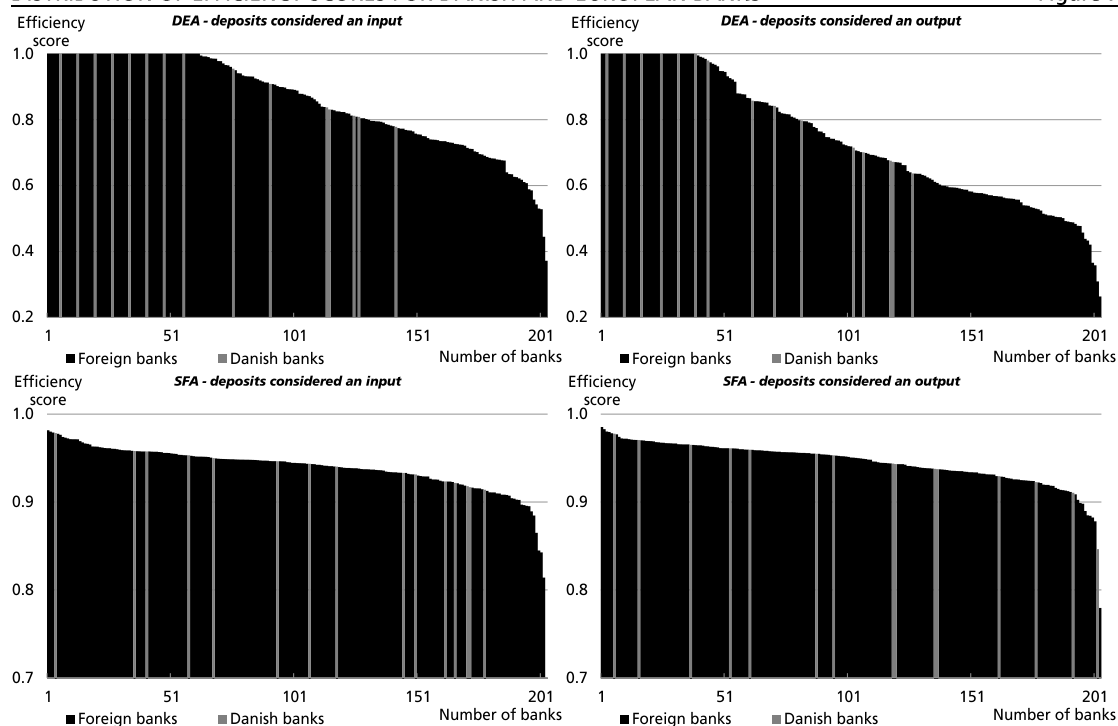 DISTRIBUTION OF EFFICIENCY SCORES FOR DANISH AND EUROPEAN BANKS
DEA - deposits considered an input
Efficiency
score
1.0
0.8
0.6
0.4
0.2
1 51 101 151 201
Number of banks
Foreign banks Danish banks
DEA - deposits considered an output
Efficiency
score
1.0
0.8
0.6
0.4
0.2
1 51 101 151 201
Number of banks
Foreign banks Danish banks
SFA - deposits considered an input
Efficiency
score
1.0
0.9
0.8
0.7
1 51 101 151 201
Number of banks
Foreign banks Danish banks
SFA - deposits considered an output
Efficiency
score
1.0
0.9
0.8
0.7
1 51 101 151 201
Number of banks
Foreign banks Danish banks